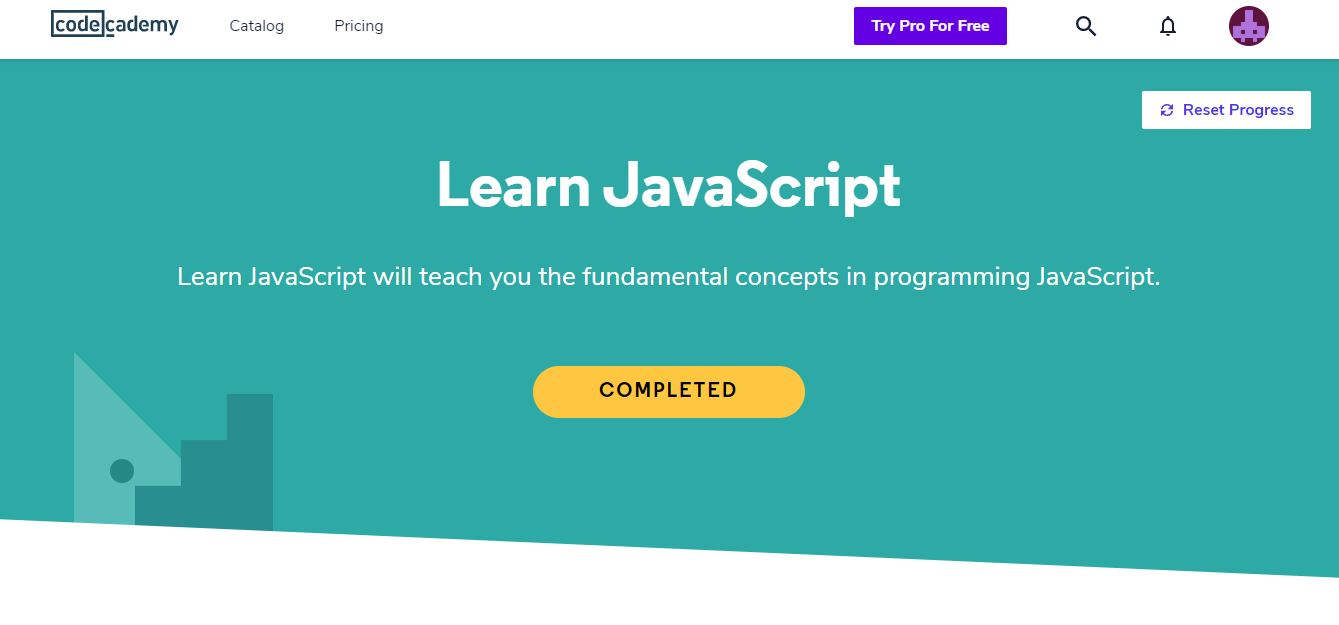 codecademy
Catalog
Pricing
Try Pro For Free
Reset Progress
Learn JavaScript
Learn JavaScript will teach you the fundamental concepts in programming JavaScript.
COMPLETED